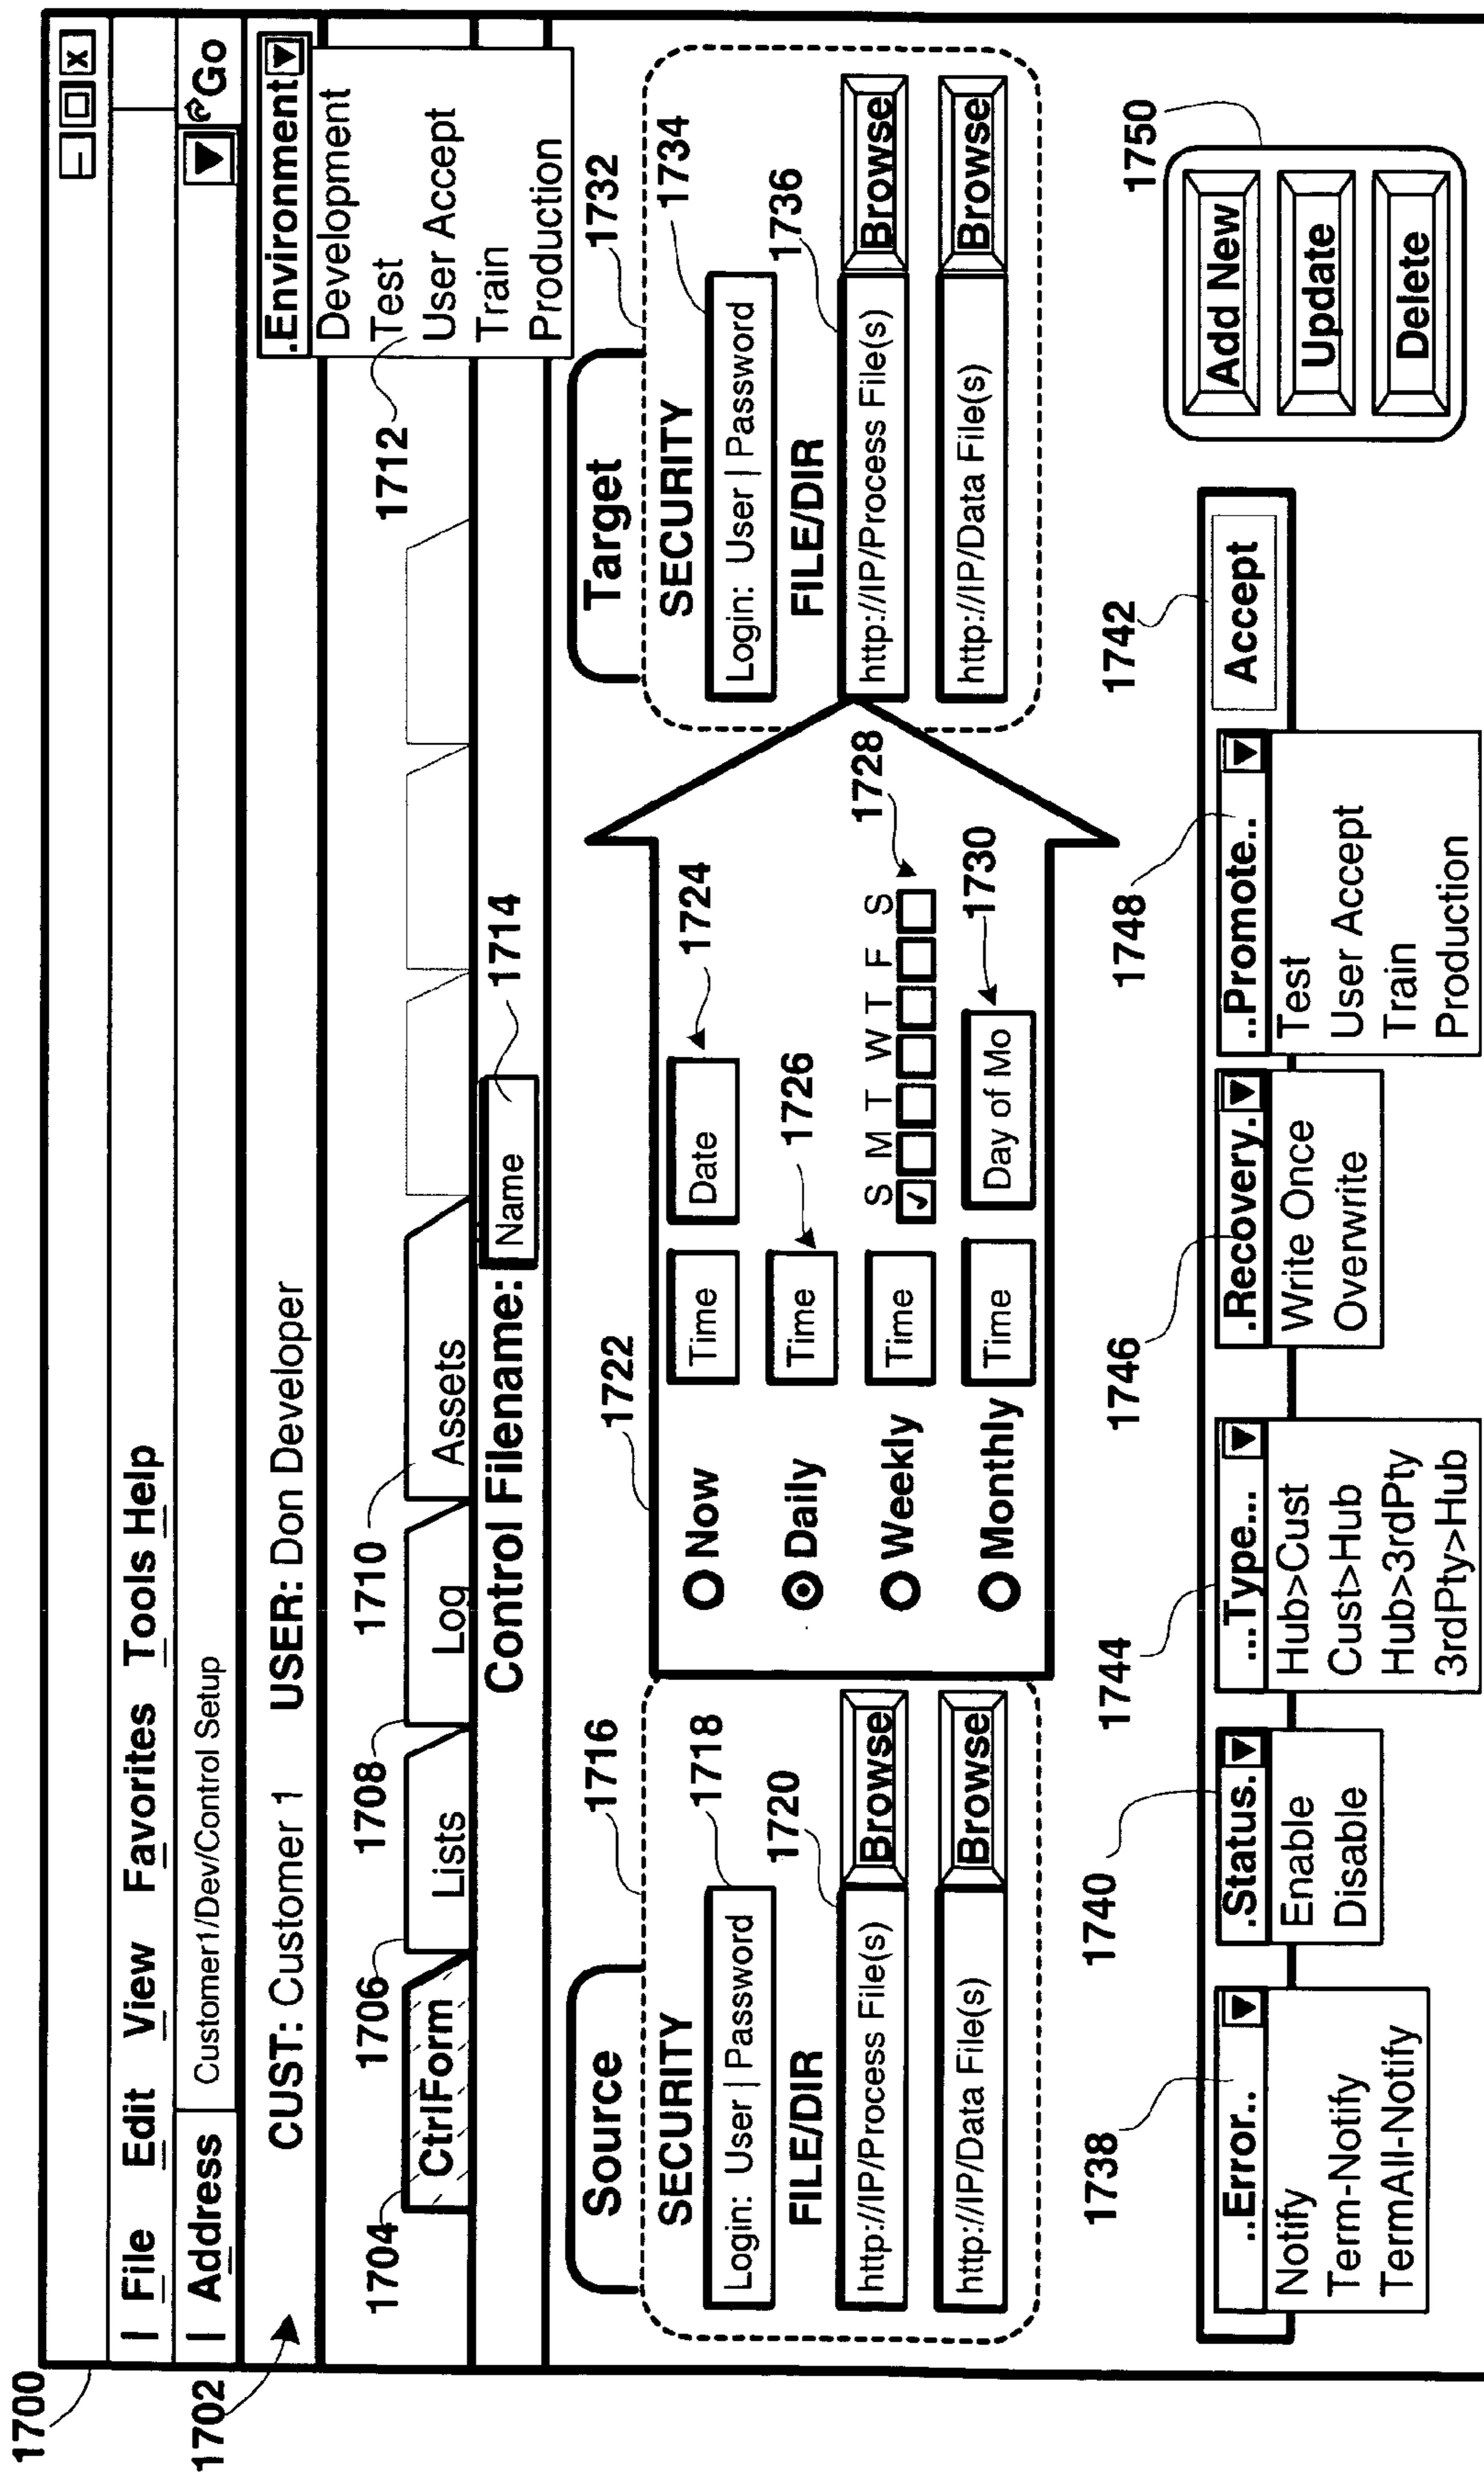 1700
x
File Edit View Favorites Tools Help
Address Customer1/Dev/Control Setup Go
1702
CUST: Customer 1 USER: Don Developer .Environment
Development
Test
User Accept
Train
Production
1704 1706 1708 1710 1712
CtrlForm Lists Log Assets
Control Filename: Name 1714
Source 1716 1722 Target 1732
SECURITY 1718 SECURITY 1734
Login: User | Password Login: User | Password
FILE/DIR 1720 FILE/DIR 1736
http://IP/Process File(s) Browse http://IP/Process File(s) Browse
http://IP/Data File(s) Browse http://IP/Data File(s) Browse
Now Time Date 1724
Daily Time 1726
S M T W T F S 1728
Weekly Time
Monthly Time Day of Mo 1730
1738 1740 1744 1746 1748 1742 1750
..Error.. .Status. ...Type... .Recovery. ..Promote.. Accept
Notify Enable Hub>Cust Write Once Test
Term-Notify Disable Cust>Hub Overwrite User Accept
TermAll-Notify Hub>3rdPty Train
3rdPty>Hub Production
Add New
Update
Delete